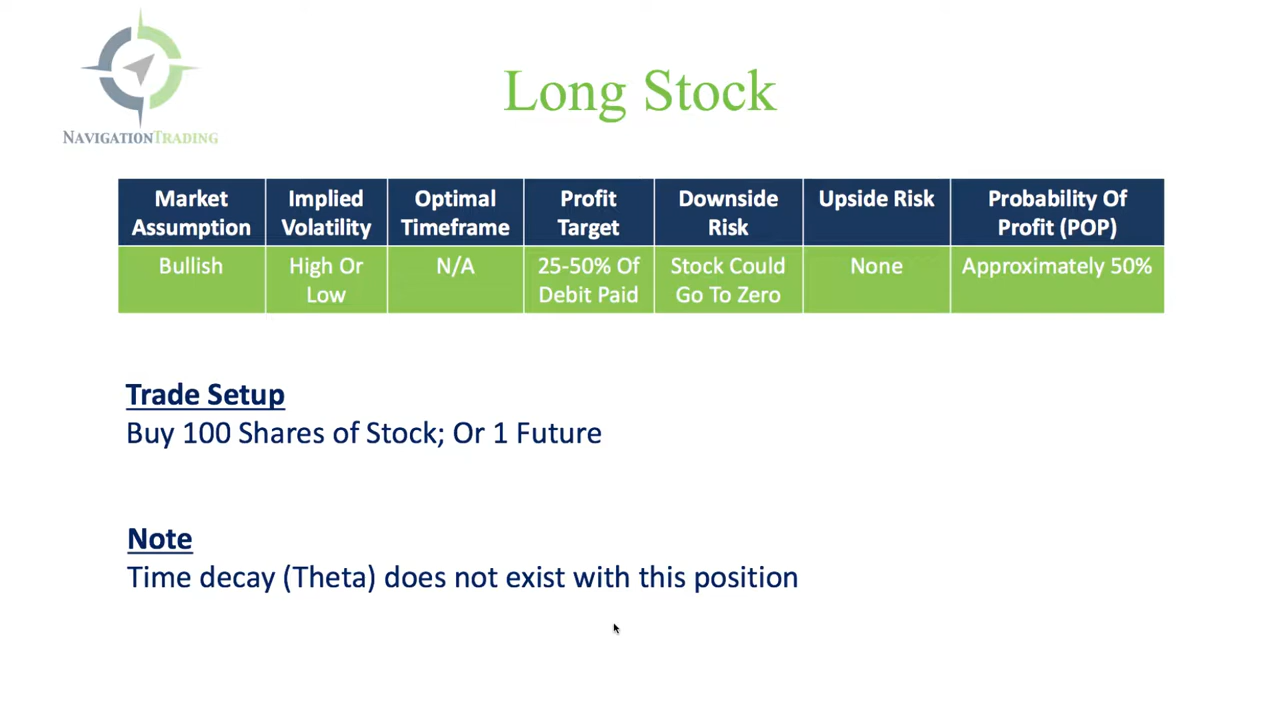 NAVIGATIONTRADING
Long Stock
Market Assumption
Implied Volatility
Optimal Timeframe
Profit Target
Downside Risk
Upside Risk
Probability Of Profit (POP)
Bullish
High Or Low
N/A
25-50% Of Debit Paid
Stock Could Go To Zero
None
Approximately 50%
Trade Setup
Buy 100 Shares of Stock; Or 1 Future
Note
Time decay (Theta) does not exist with this position